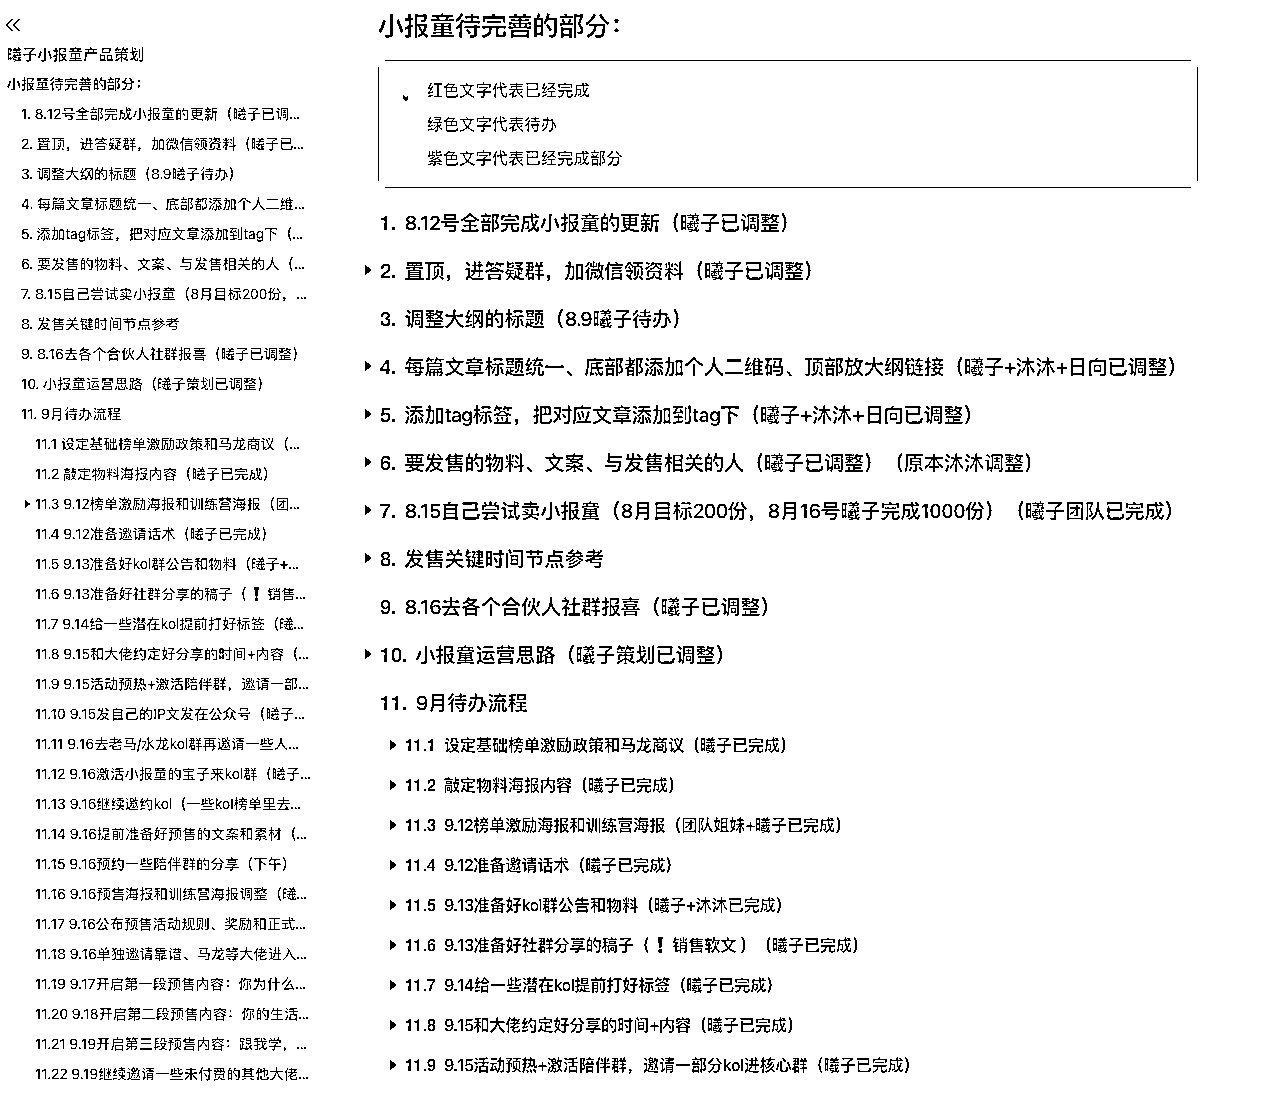 曦子小报童产品策划
小报童待完善的部分：
1. 8.12号全部完成小报童的更新（曦子已调...
2. 置顶，进答疑群，加微信领资料（曦子已...
3. 调整大纲的标题（8.9曦子待办）
4. 每篇文章标题统一、底部都添加个人二维...
5. 添加tag标签，把对应文章添加到tag下（...
6. 要发售的物料、文案、与发售相关的人（...
7. 8.15自己尝试卖小报童（8月目标200份，...
8. 发售关键时间节点参考
9. 8.16去各个合伙人社群报喜（曦子已调整）
10. 小报童运营思路（曦子策划已调整）
11. 9月待办流程
11.1 设定基础榜单激励政策和马龙商议（...
11.2 敲定物料海报内容（曦子已完成）
11.3 9.12榜单激励海报和训练营海报（团...
11.4 9.12准备邀请话术（曦子已完成）
11.5 9.13准备好kol群公告和物料（曦子+...
11.6 9.13准备好社群分享的稿子（❗销售...
11.7 9.14给一些潜在kol提前打好标签（曦...
11.8 9.15和大佬约定好分享的时间+内容（...
11.9 9.15活动预热+激活陪伴群，邀请一部...
11.10 9.15发自己的IP文发在公众号（曦子...
11.11 9.16去老马/水龙kol群再邀请一些人...
11.12 9.16激活小报童的宝子来kol群（曦子...
11.13 9.16继续邀约kol（一些kol榜单里去...
11.14 9.16提前准备好预售的文案和素材（...
11.15 9.16预约一些陪伴群的分享（下午）
11.16 9.16预售海报和训练营海报调整（曦...
11.17 9.16公布预售活动规则、奖励和正式...
11.18 9.16单独邀请靠谱、马龙等大佬进入...
11.19 9.17开启第一段预售内容：你为什么...
11.20 9.18开启第二段预售内容：你的生活...
11.21 9.19开启第三段预售内容：跟我学，...
11.22 9.19继续邀请一些未付费的其他大佬...
小报童待完善的部分：
红色文字代表已经完成
绿色文字代表待办
紫色文字代表已经完成部分
1. 8.12号全部完成小报童的更新（曦子已调整）
2. 置顶，进答疑群，加微信领资料（曦子已调整）
3. 调整大纲的标题（8.9曦子待办）
4. 每篇文章标题统一、底部都添加个人二维码、顶部放大纲链接（曦子+沐沐+日向已调整）
5. 添加tag标签，把对应文章添加到tag下（曦子+沐沐+日向已调整）
6. 要发售的物料、文案、与发售相关的人（曦子已调整）（原本沐沐调整）
7. 8.15自己尝试卖小报童（8月目标200份，8月16号曦子完成1000份）（曦子团队已完成）
8. 发售关键时间节点参考
9. 8.16去各个合伙人社群报喜（曦子已调整）
10. 小报童运营思路（曦子策划已调整）
11. 9月待办流程
11.1 设定基础榜单激励政策和马龙商议（曦子已完成）
11.2 敲定物料海报内容（曦子已完成）
11.3 9.12榜单激励海报和训练营海报（团队姐妹+曦子已完成）
11.4 9.12准备邀请话术（曦子已完成）
11.5 9.13准备好kol群公告和物料（曦子+沐沐已完成）
11.6 9.13准备好社群分享的稿子（❗销售软文）（曦子已完成）
11.7 9.14给一些潜在kol提前打好标签（曦子已完成）
11.8 9.15和大佬约定好分享的时间+内容（曦子已完成）
11.9 9.15活动预热+激活陪伴群，邀请一部分kol进核心群（曦子已完成）